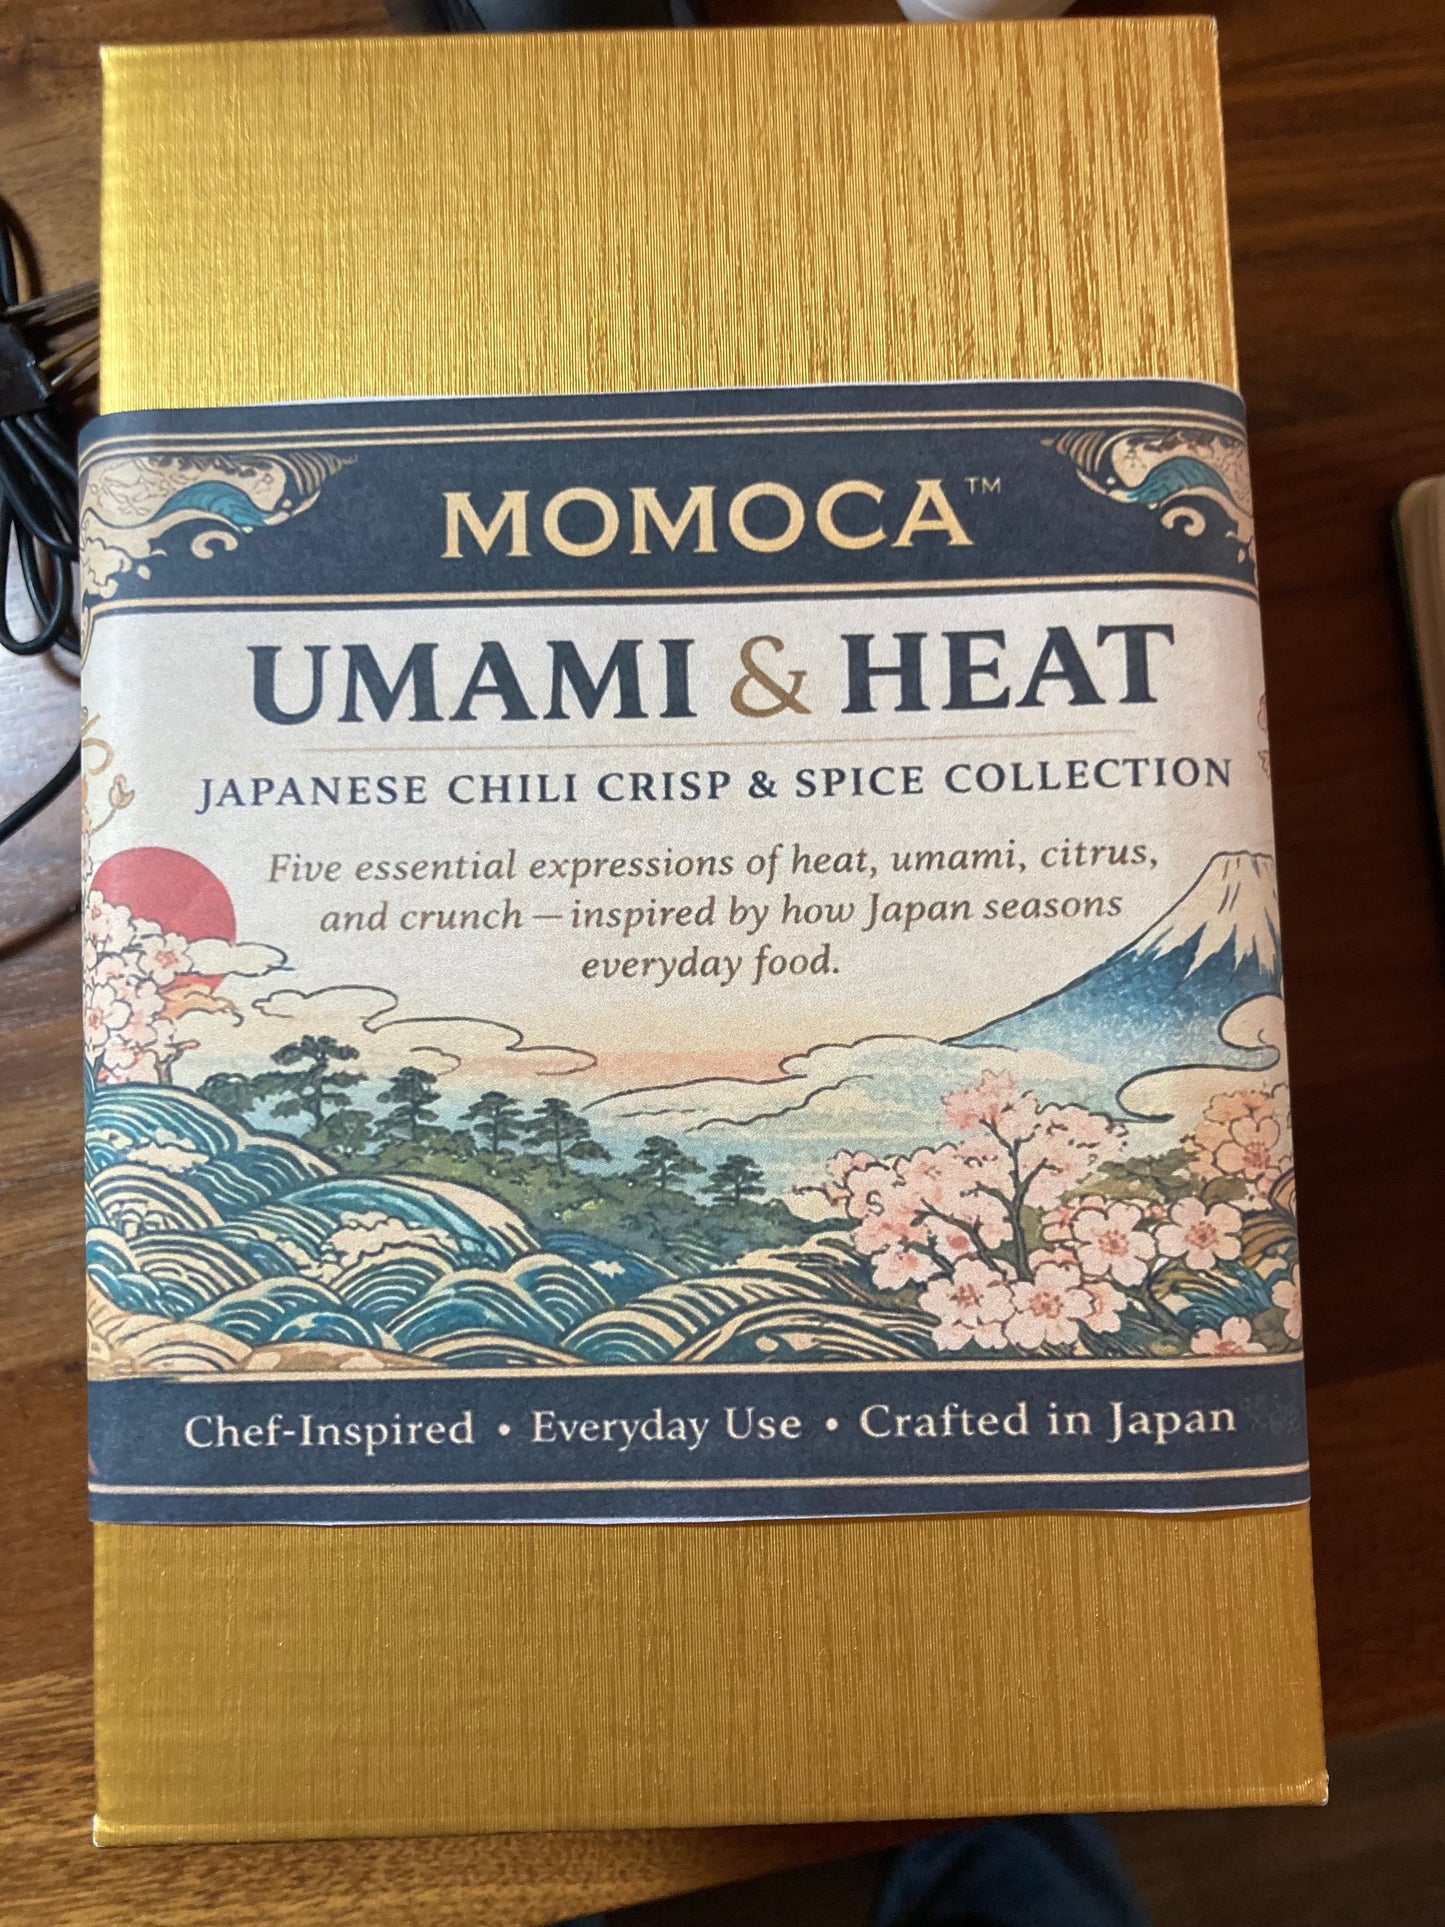 MOMOCA™
UMAMI & HEAT
JAPANESE CHILI CRISP & SPICE COLLECTION
Five essential expressions of heat, umami, citrus,
and crunch — inspired by how Japan seasons
everyday food.
Chef-Inspired • Everyday Use • Crafted in Japan